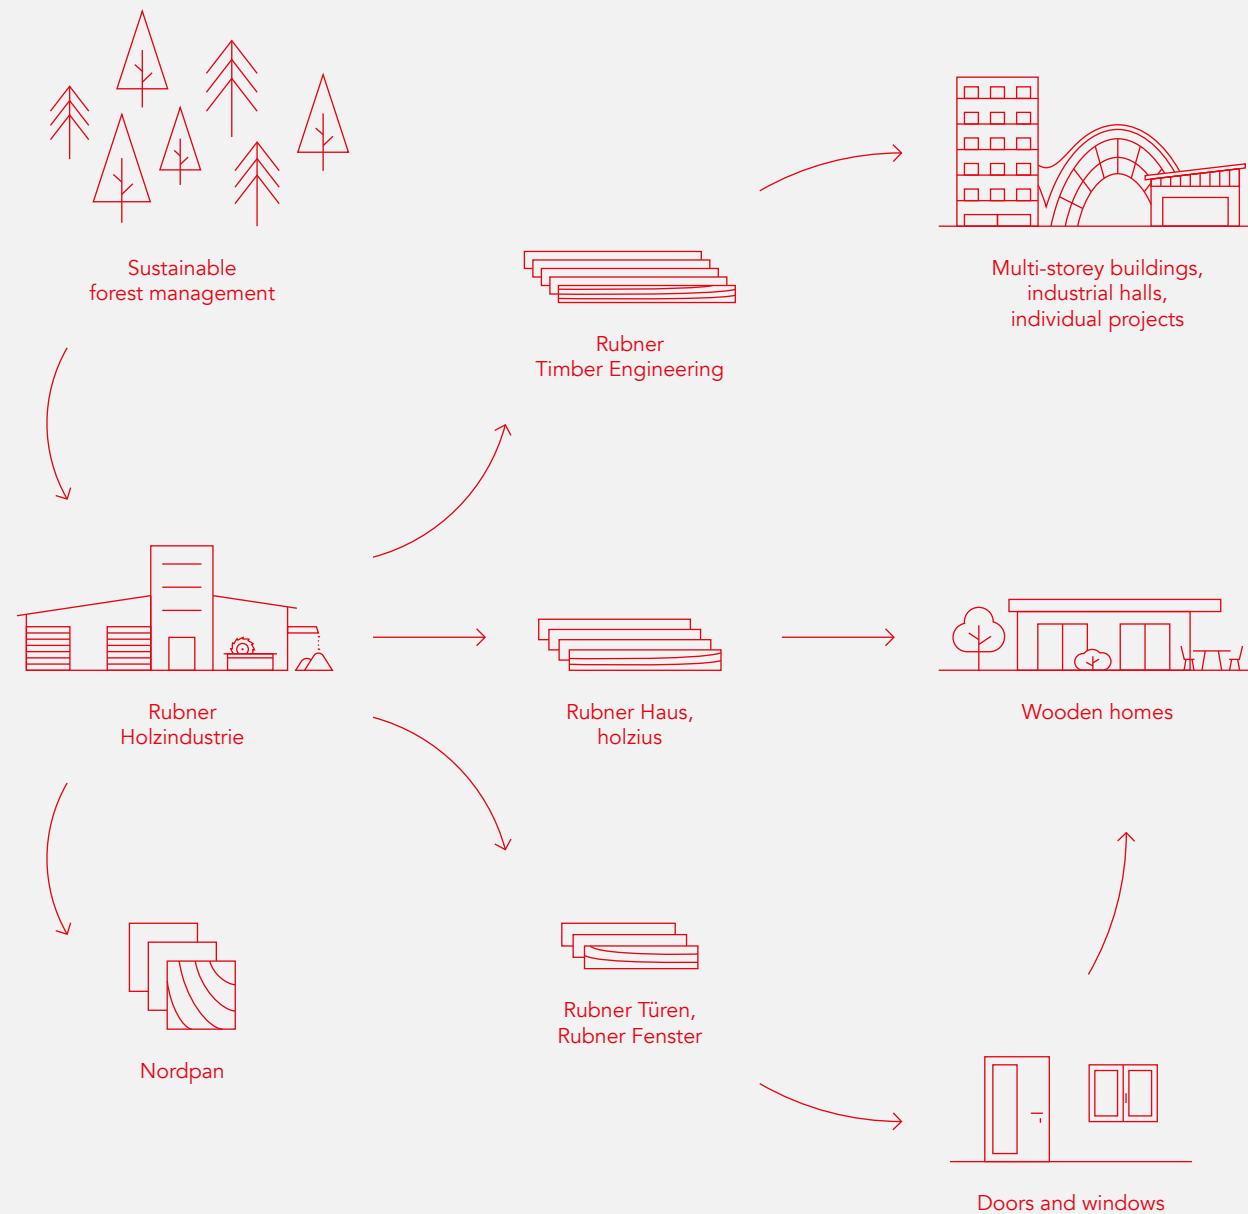 Sustainable
forest management
Rubner
Timber Engineering
Multi-storey buildings,
industrial halls,
individual projects
Rubner
Holzindustrie
Rubner Haus,
holzius
Wooden homes
Nordpan
Rubner Türen,
Rubner Fenster
Doors and windows